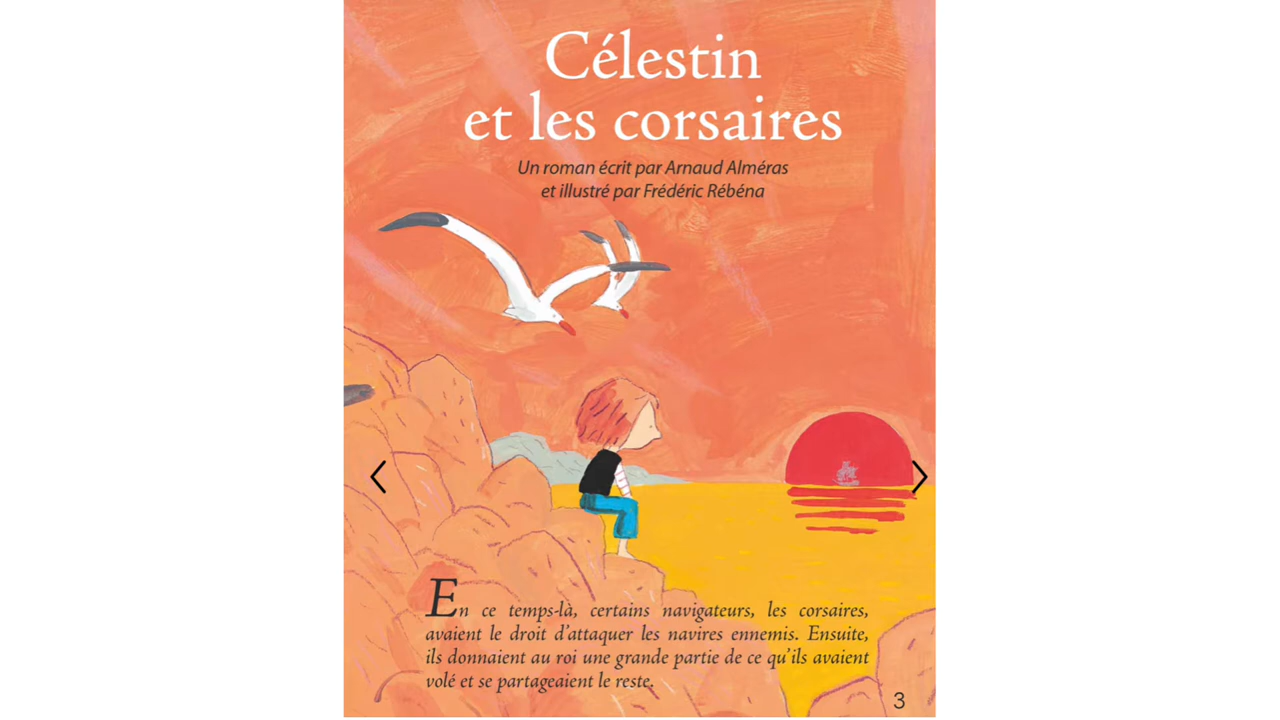 Célestin
et les corsaires
Un roman écrit par Arnaud Alméras
et illustré par Frédéric Rébéna
En ce temps-là, certains navigateurs, les corsaires,
avaient le droit d'attaquer les navires ennemis. Ensuite,
ils donnaient au roi une grande partie de ce qu'ils avaient
volé et se partageaient le reste.
3